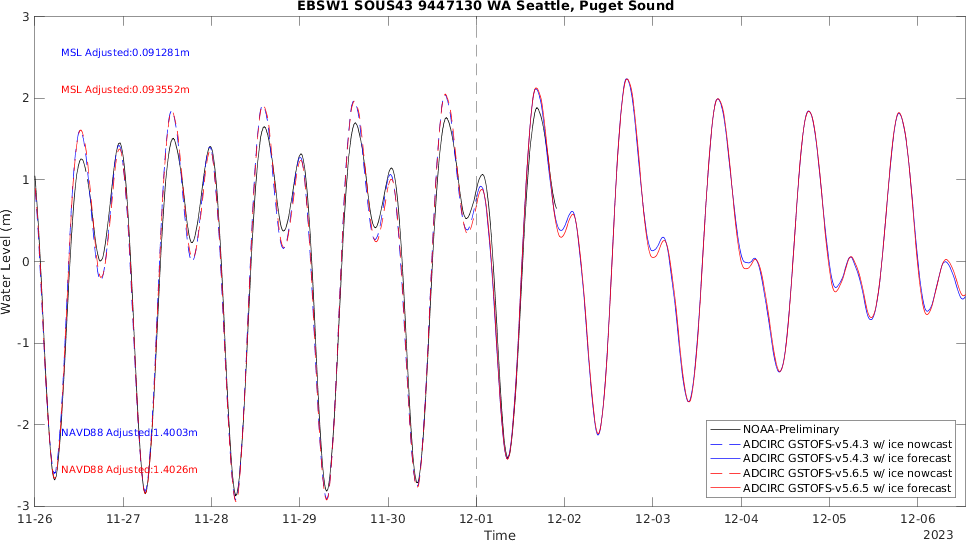 EBSW1 SOUS43 9447130 WA Seattle, Puget Sound
3
MSL Adjusted:0.091281m
2
MSL Adjusted:0.093552m
1
0
-1
-2
NAVD88 Adjusted:1.4003m
NAVD88 Adjusted:1.4026m
-3
Water Level (m)
NOAA-Preliminary
ADCIRC GSTOFS-v5.4.3 w/ ice nowcast
ADCIRC GSTOFS-v5.4.3 w/ ice forecast
ADCIRC GSTOFS-v5.6.5 w/ ice nowcast
ADCIRC GSTOFS-v5.6.5 w/ ice forecast
11-26 11-27 11-28 11-29 11-30 12-01 12-02 12-03 12-04 12-05 12-06
Time
2023